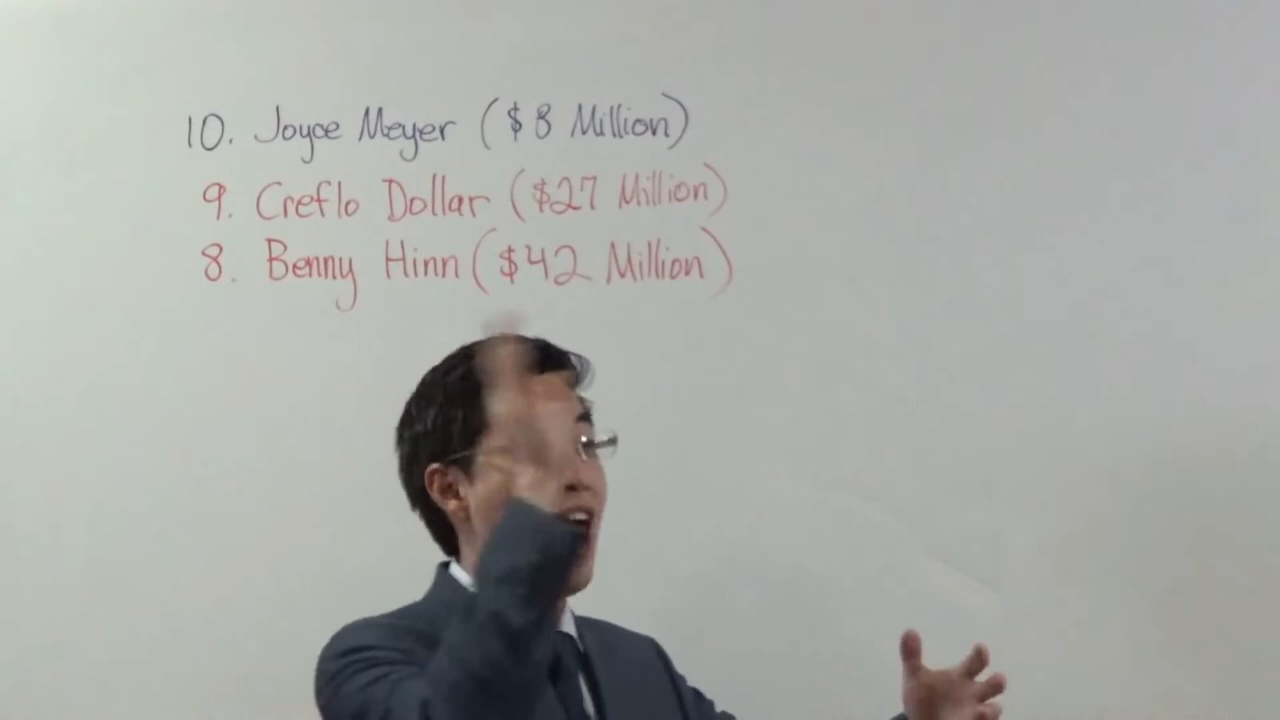 10. Joyce Meyer ($8 Million)
9. Creflo Dollar ($27 Million)
8. Benny Hinn ($42 Million)